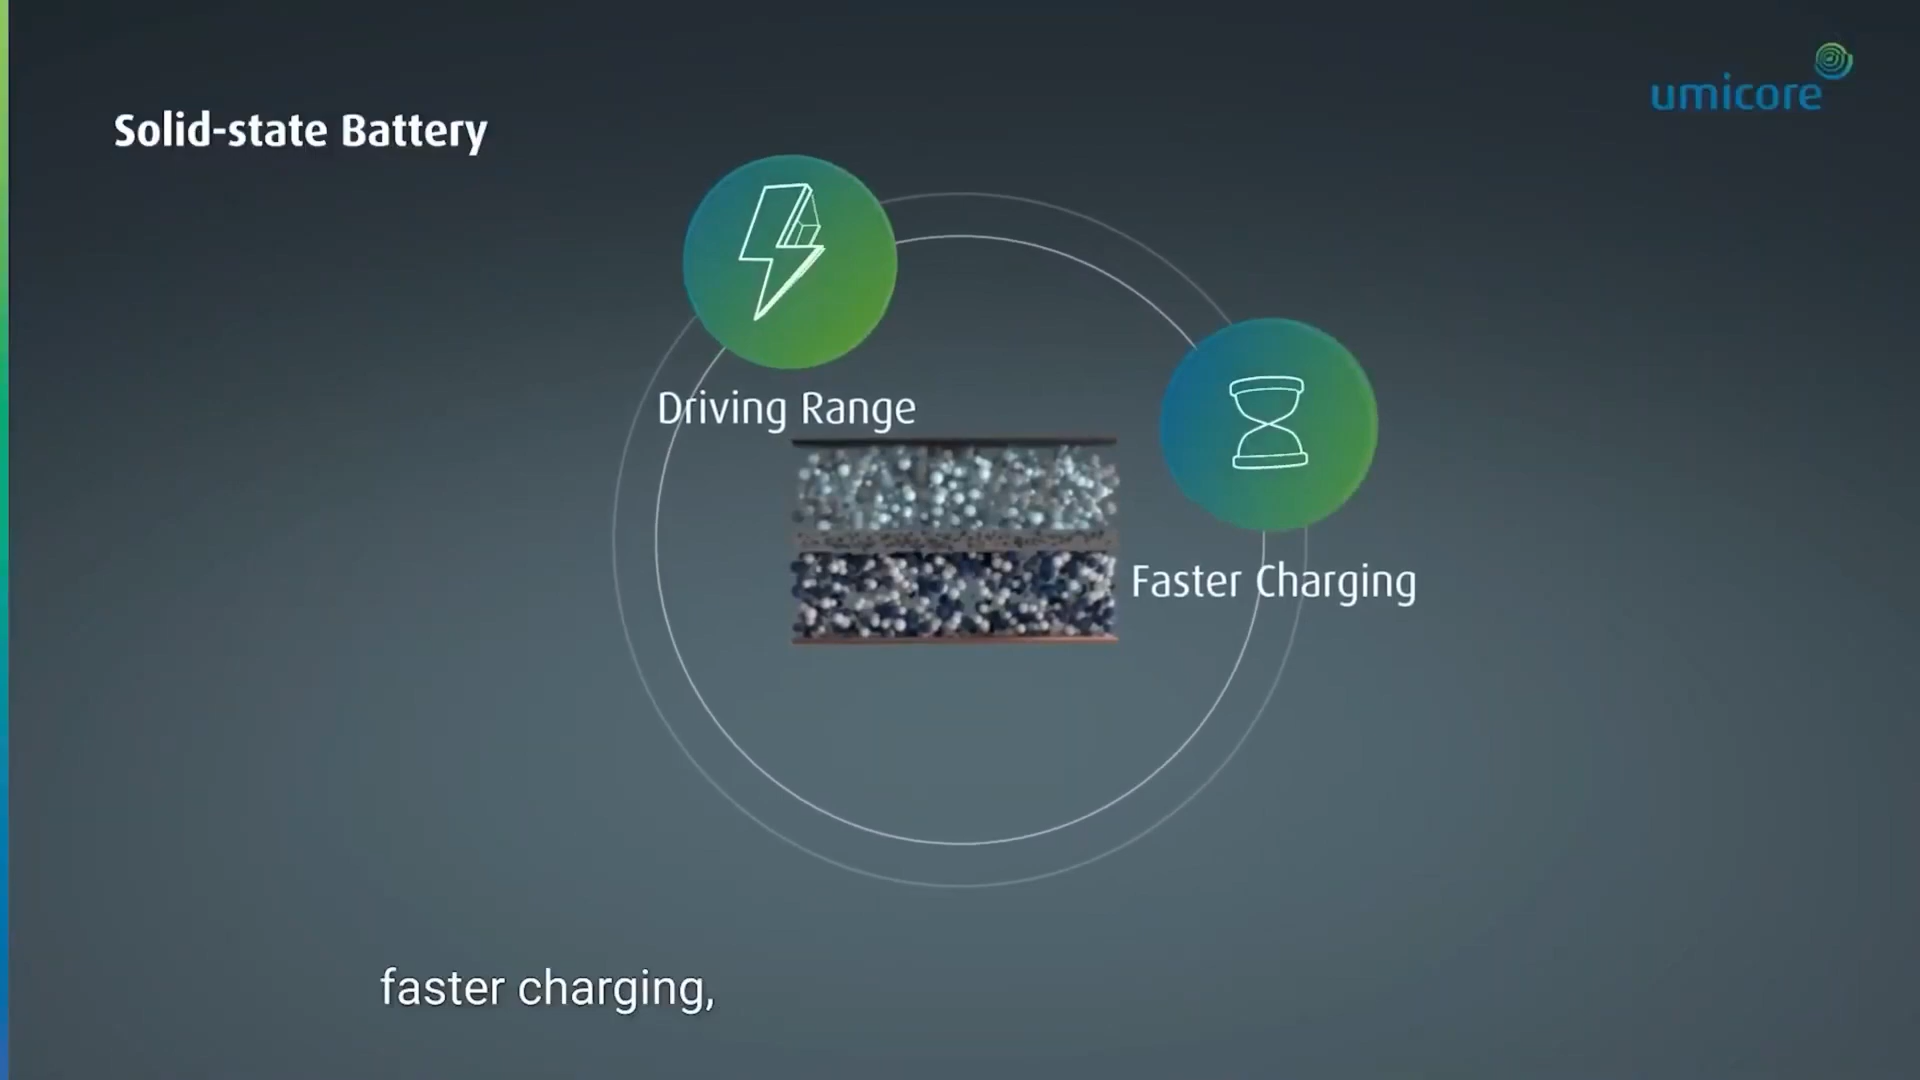 umicore
Solid-state Battery
Driving Range
Faster Charging
faster charging,